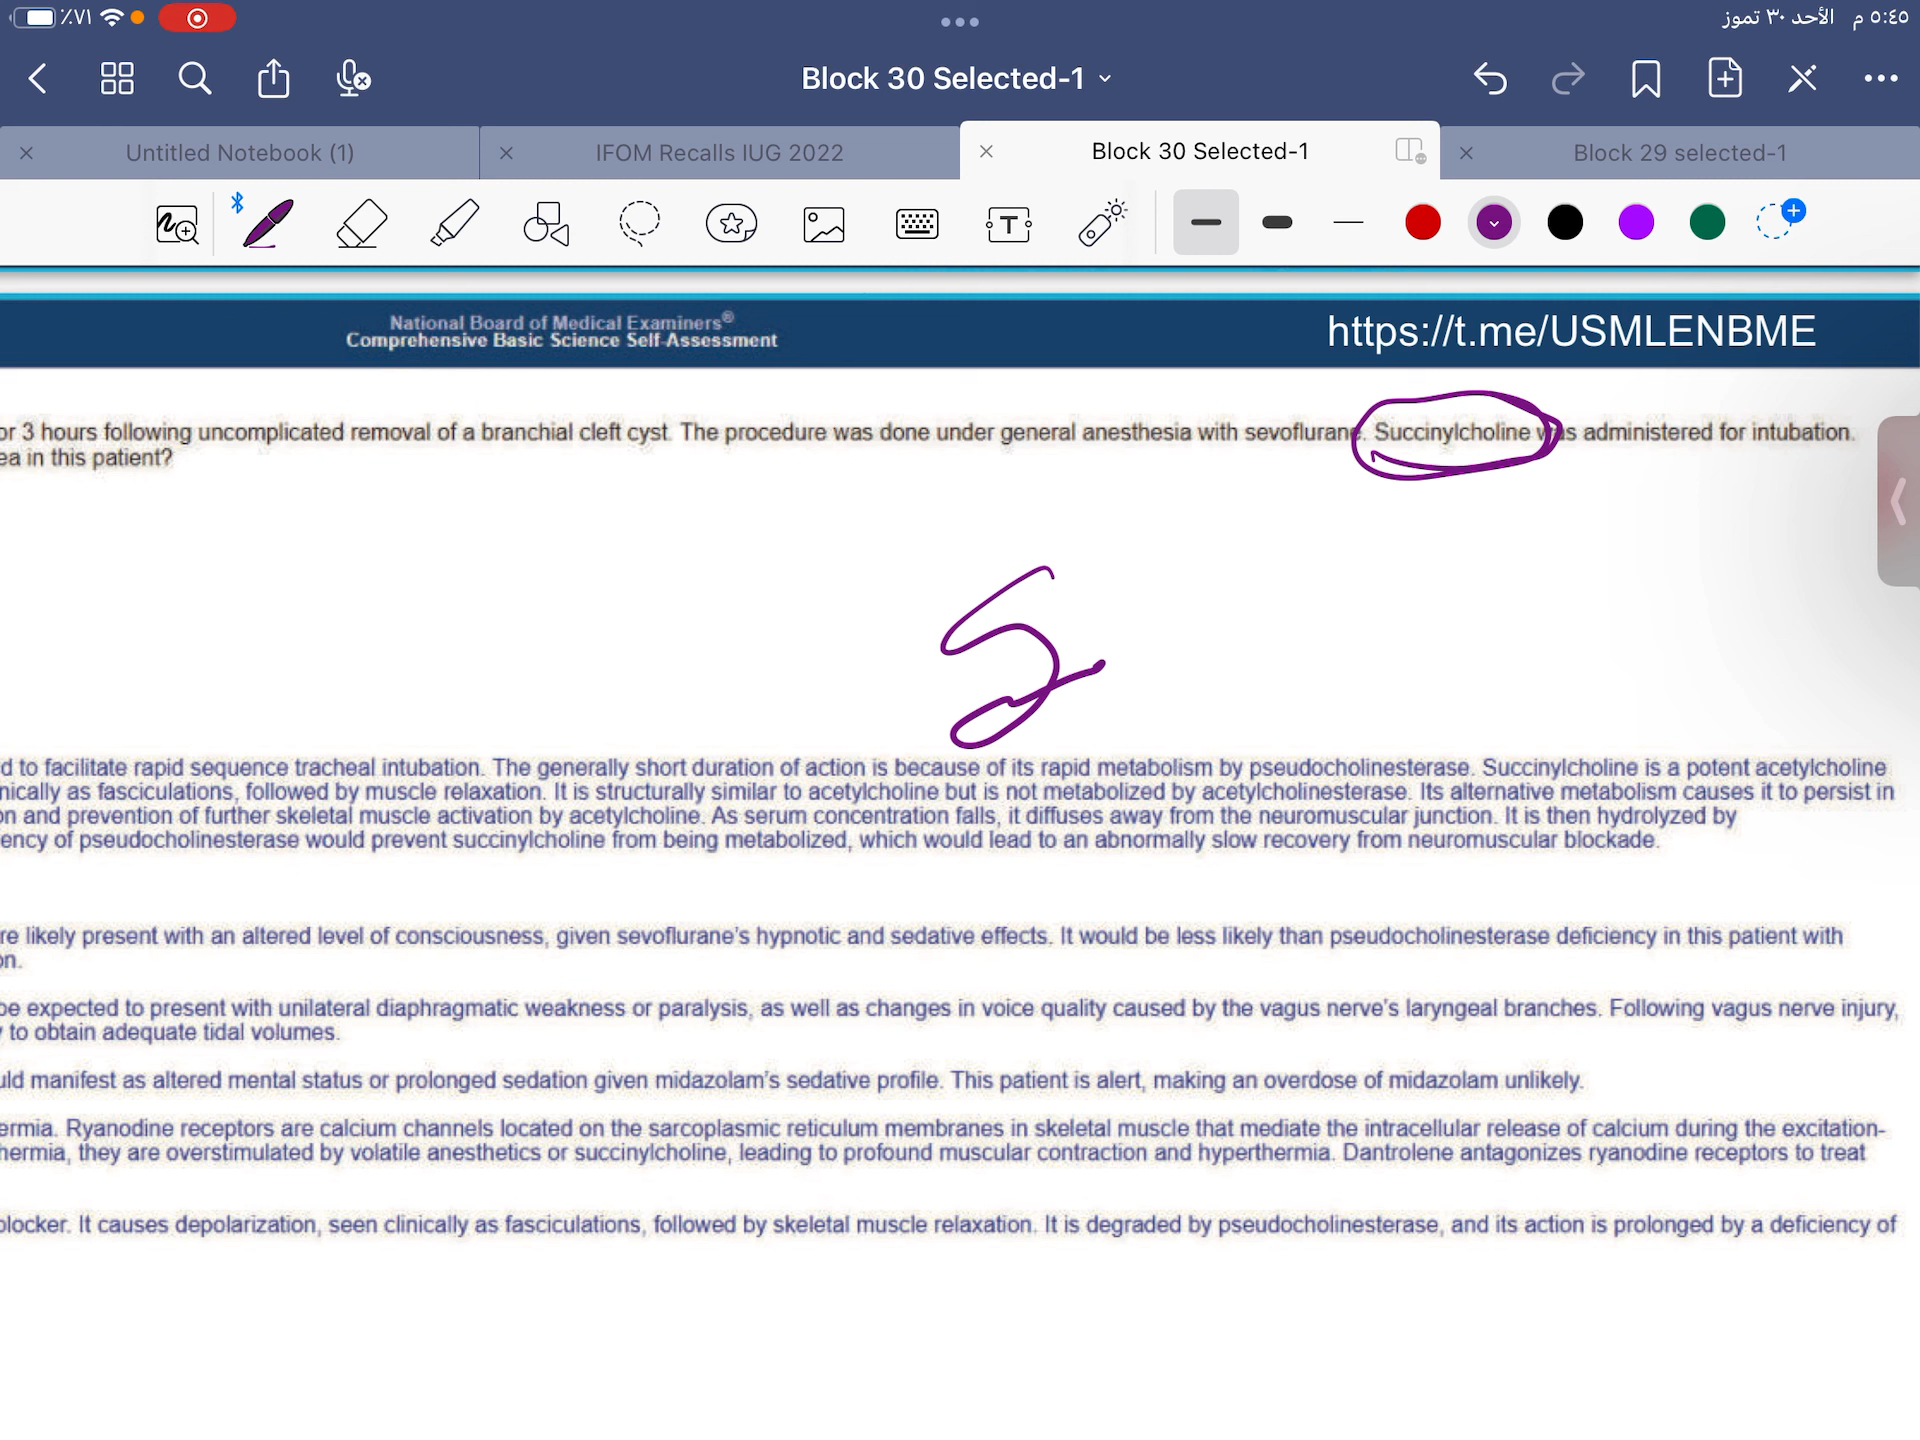 ٪٧١
الأحد ٣٠ تموز ٥:٤٥ م
Block 30 Selected-1
Untitled Notebook (1)
IFOM Recalls IUG 2022
Block 30 Selected-1
Block 29 selected-1
T
National Board of Medical Examiners®
Comprehensive Basic Science Self-Assessment
https://t.me/USMLENBME
or 3 hours following uncomplicated removal of a branchial cleft cyst. The procedure was done under general anesthesia with sevoflurane. Succinylcholine was administered for intubation.
ea in this patient?
S
d to facilitate rapid sequence tracheal intubation. The generally short duration of action is because of its rapid metabolism by pseudocholinesterase. Succinylcholine is a potent acetylcholine
nically as fasciculations, followed by muscle relaxation. It is structurally similar to acetylcholine but is not metabolized by acetylcholinesterase. Its alternative metabolism causes it to persist in
on and prevention of further skeletal muscle activation by acetylcholine. As serum concentration falls, it diffuses away from the neuromuscular junction. It is then hydrolyzed by
ency of pseudocholinesterase would prevent succinylcholine from being metabolized, which would lead to an abnormally slow recovery from neuromuscular blockade.
re likely present with an altered level of consciousness, given sevoflurane's hypnotic and sedative effects. It would be less likely than pseudocholinesterase deficiency in this patient with
on.
be expected to present with unilateral diaphragmatic weakness or paralysis, as well as changes in voice quality caused by the vagus nerve's laryngeal branches. Following vagus nerve injury,
y to obtain adequate tidal volumes.
uld manifest as altered mental status or prolonged sedation given midazolam's sedative profile. This patient is alert, making an overdose of midazolam unlikely.
ermia. Ryanodine receptors are calcium channels located on the sarcoplasmic reticulum membranes in skeletal muscle that mediate the intracellular release of calcium during the excitation-
hermia, they are overstimulated by volatile anesthetics or succinylcholine, leading to profound muscular contraction and hyperthermia. Dantrolene antagonizes ryanodine receptors to treat
blocker. It causes depolarization, seen clinically as fasciculations, followed by skeletal muscle relaxation. It is degraded by pseudocholinesterase, and its action is prolonged by a deficiency of